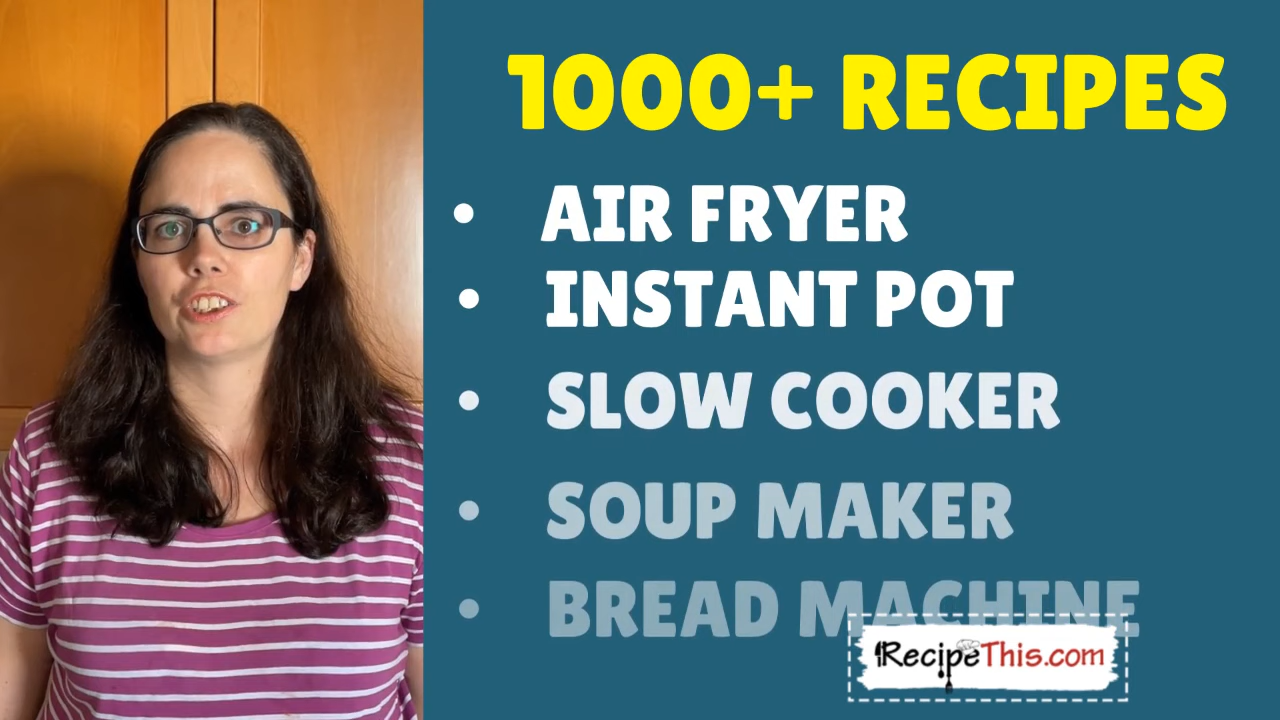 1000+ RECIPES
• AIR FRYER
• INSTANT POT
• SLOW COOKER
• SOUP MAKER
• BREAD MACHINE
RecipeThis.com